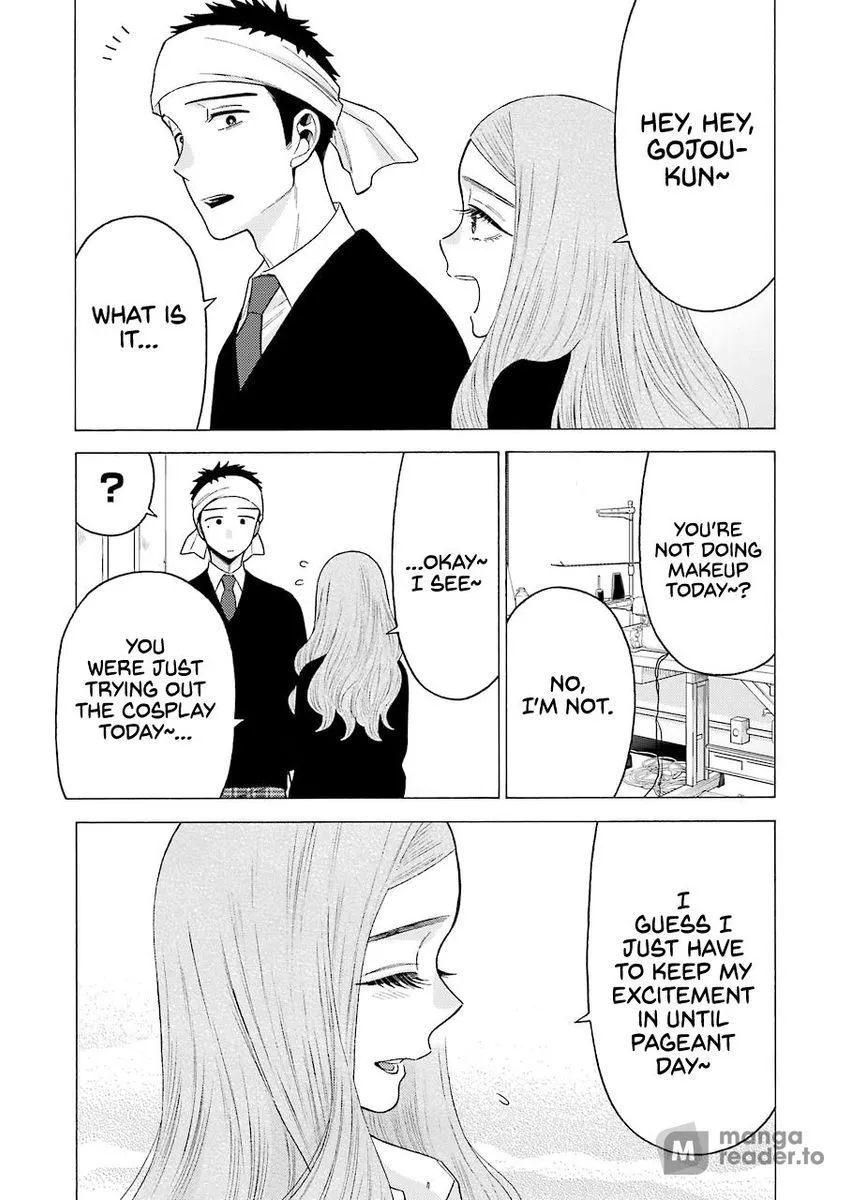 HEY, HEY,
GOJOU-
KUN~
WHAT IS
IT...
YOU'RE
NOT DOING
MAKEUP
TODAY~?
NO,
I'M NOT.
...OKAY~
I SEE~
?
YOU
WERE JUST
TRYING OUT
THE COSPLAY
TODAY~...
I
GUESS I
JUST HAVE
TO KEEP MY
EXCITEMENT
IN UNTIL
PAGEANT
DAY~
M
manga
reader.to